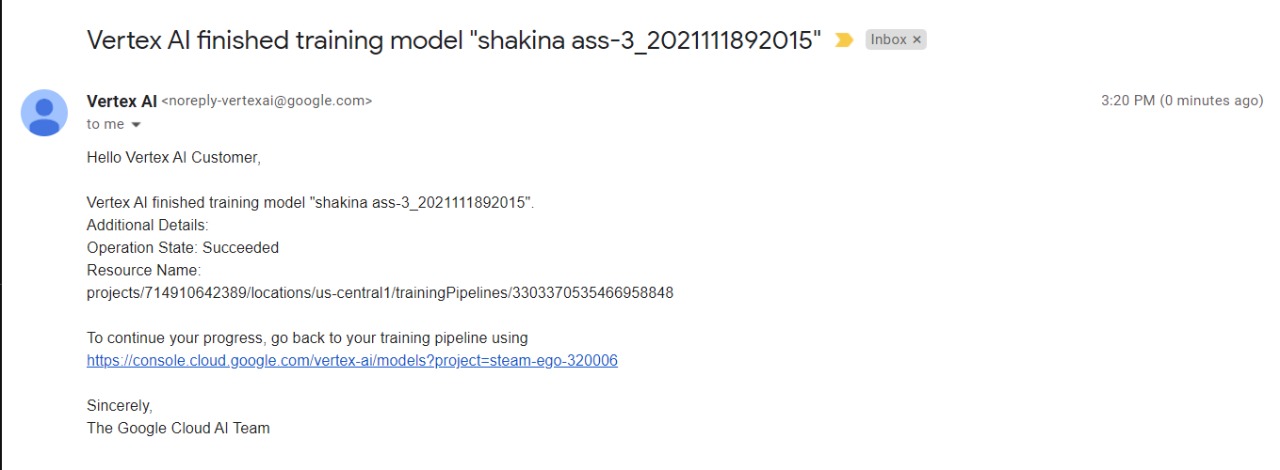 Vertex AI finished training model "shakina ass-3_2021111892015" Inbox ×
Vertex AI <noreply-vertexai@google.com> 3:20 PM (0 minutes ago)
to me
Hello Vertex AI Customer,
Vertex AI finished training model "shakina ass-3_2021111892015".
Additional Details:
Operation State: Succeeded
Resource Name:
projects/714910642389/locations/us-central1/trainingPipelines/3303370535466958848
To continue your progress, go back to your training pipeline using
https://console.cloud.google.com/vertex-ai/models?project=steam-ego-320006
Sincerely,
The Google Cloud AI Team